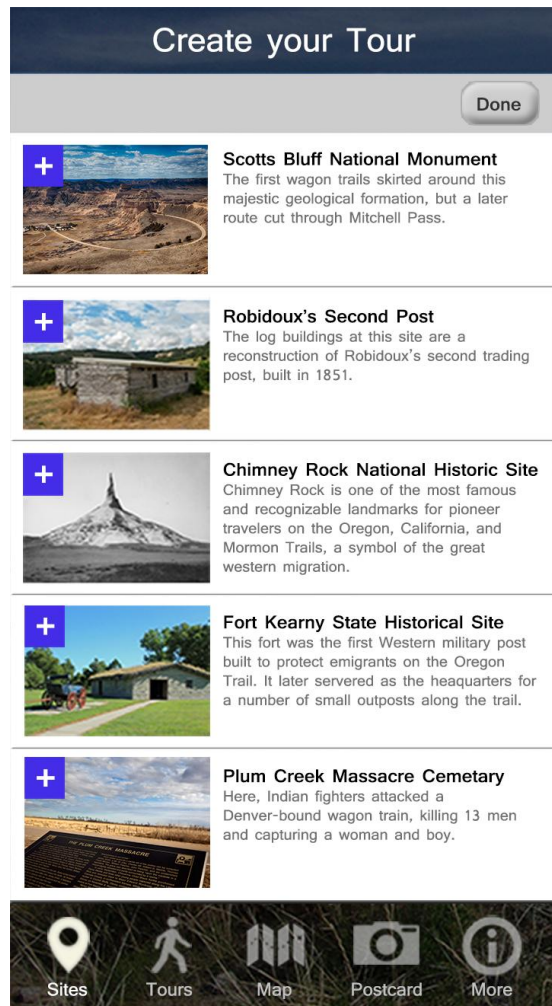 Create your Tour
Done
Scotts Bluff National Monument
The first wagon trails skirted around this
majestic geological formation, but a later
route cut through Mitchell Pass.
Robidoux's Second Post
The log buildings at this site are a
reconstruction of Robidoux's second trading
post, built in 1851.
Chimney Rock National Historic Site
Chimney Rock is one of the most famous
and recognizable landmarks for pioneer
travelers on the Oregon, California, and
Mormon Trails, a symbol of the great
western migration.
Fort Kearny State Historical Site
This fort was the first Western military post
built to protect emigrants on the Oregon
Trail. It later servered as the heaquarters for
a number of small outposts along the trail.
THE PLUM CREEK MASSACRE
Plum Creek Massacre Cemetary
Here, Indian fighters attacked a
Denver-bound wagon train, killing 13 men
and capturing a woman and boy.
Sites
Tours
Map
Postcard
More